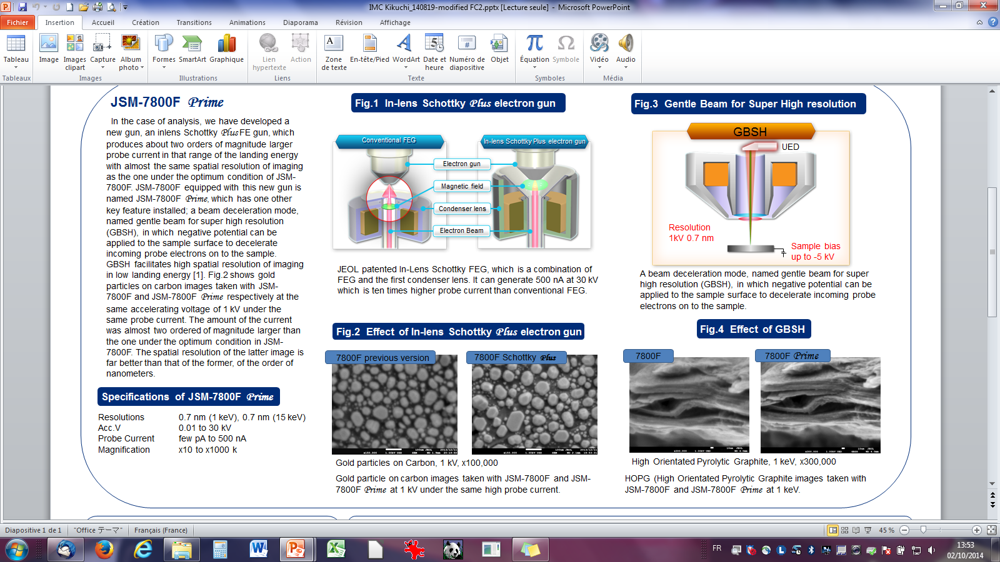 IMC Kikuchi_140819-modified FC2.pptx [Lecture seule] - Microsoft PowerPoint
Fichier Insertion Accueil Création Transitions Animations Diaporama Révision Affichage
Tableau Image Images clipart Capture Album photo Formes SmartArt Graphique Lien hypertexte Action Zone de texte En-tête/Pied WordArt Date et heure Numéro de diapositive Objet Équation Symbole Vidéo Audio
Tableaux Images Illustrations Liens Texte Symboles Média
JSM-7800F Prime
In the case of analysis, we have developed a
new gun, an inlens Schottky Plus FE gun, which
produces about two orders of magnitude larger
probe current in that range of the landing energy
with almost the same spatial resolution of imaging
as the one under the optimum condition of JSM-
7800F. JSM-7800F equipped with this new gun is
named JSM-7800F Prime, which has one other
key feature installed; a beam deceleration mode,
named gentle beam for super high resolution
(GBSH), in which negative potential can be
applied to the sample surface to decelerate
incoming probe electrons on to the sample.
GBSH facilitates high spatial resolution of imaging
in low landing energy [1]. Fig.2 shows gold
particles on carbon images taken with JSM-
7800F and JSM-7800F Prime respectively at the
same accelerating voltage of 1 kV under the
same probe current. The amount of the current
was almost two ordered of magnitude larger than
the one under the optimum condition in JSM-
7800F. The spatial resolution of the latter image is
far better than that of the former, of the order of
nanometers.
Specifications of JSM-7800F Prime
Resolutions 0.7 nm (1 keV), 0.7 nm (15 keV)
Acc.V 0.01 to 30 kV
Probe Current few pA to 500 nA
Magnification x10 to x1000 k
Fig.1 In-lens Schottky Plus electron gun
Conventional FEG
In-lens Schottky Plus electron gun
Electron gun
Magnetic field
Condenser lens
Electron Beam
JEOL patented In-Lens Schottky FEG, which is a combination of
FEG and the first condenser lens. It can generate 500 nA at 30 kV
which is ten times higher probe current than conventional FEG.
Fig.2 Effect of In-lens Schottky Plus electron gun
7800F previous version
7800F Schottky Plus
Gold particles on Carbon, 1 kV, x100,000
Gold particle on carbon images taken with JSM-7800F and JSM-
7800F Prime at 1 kV under the same high probe current.
Fig.3 Gentle Beam for Super High resolution
GBSH
UED
Resolution
1kV 0.7 nm
Sample bias
up to -5 kV
A beam deceleration mode, named gentle beam for super
high resolution (GBSH), in which negative potential can be
applied to the sample surface to decelerate incoming probe
electrons on to the sample.
Fig.4 Effect of GBSH
7800F
7800F Prime
High Orientated Pyrolytic Graphite, 1 keV, x300,000
HOPG (High Orientated Pyrolytic Graphite images taken with
JSM-7800F and JSM-7800F Prime at 1 keV.
Diapositive 1 de 1 "Office テーマ" Français (France) 45 %
FR 13:53
02/10/2014